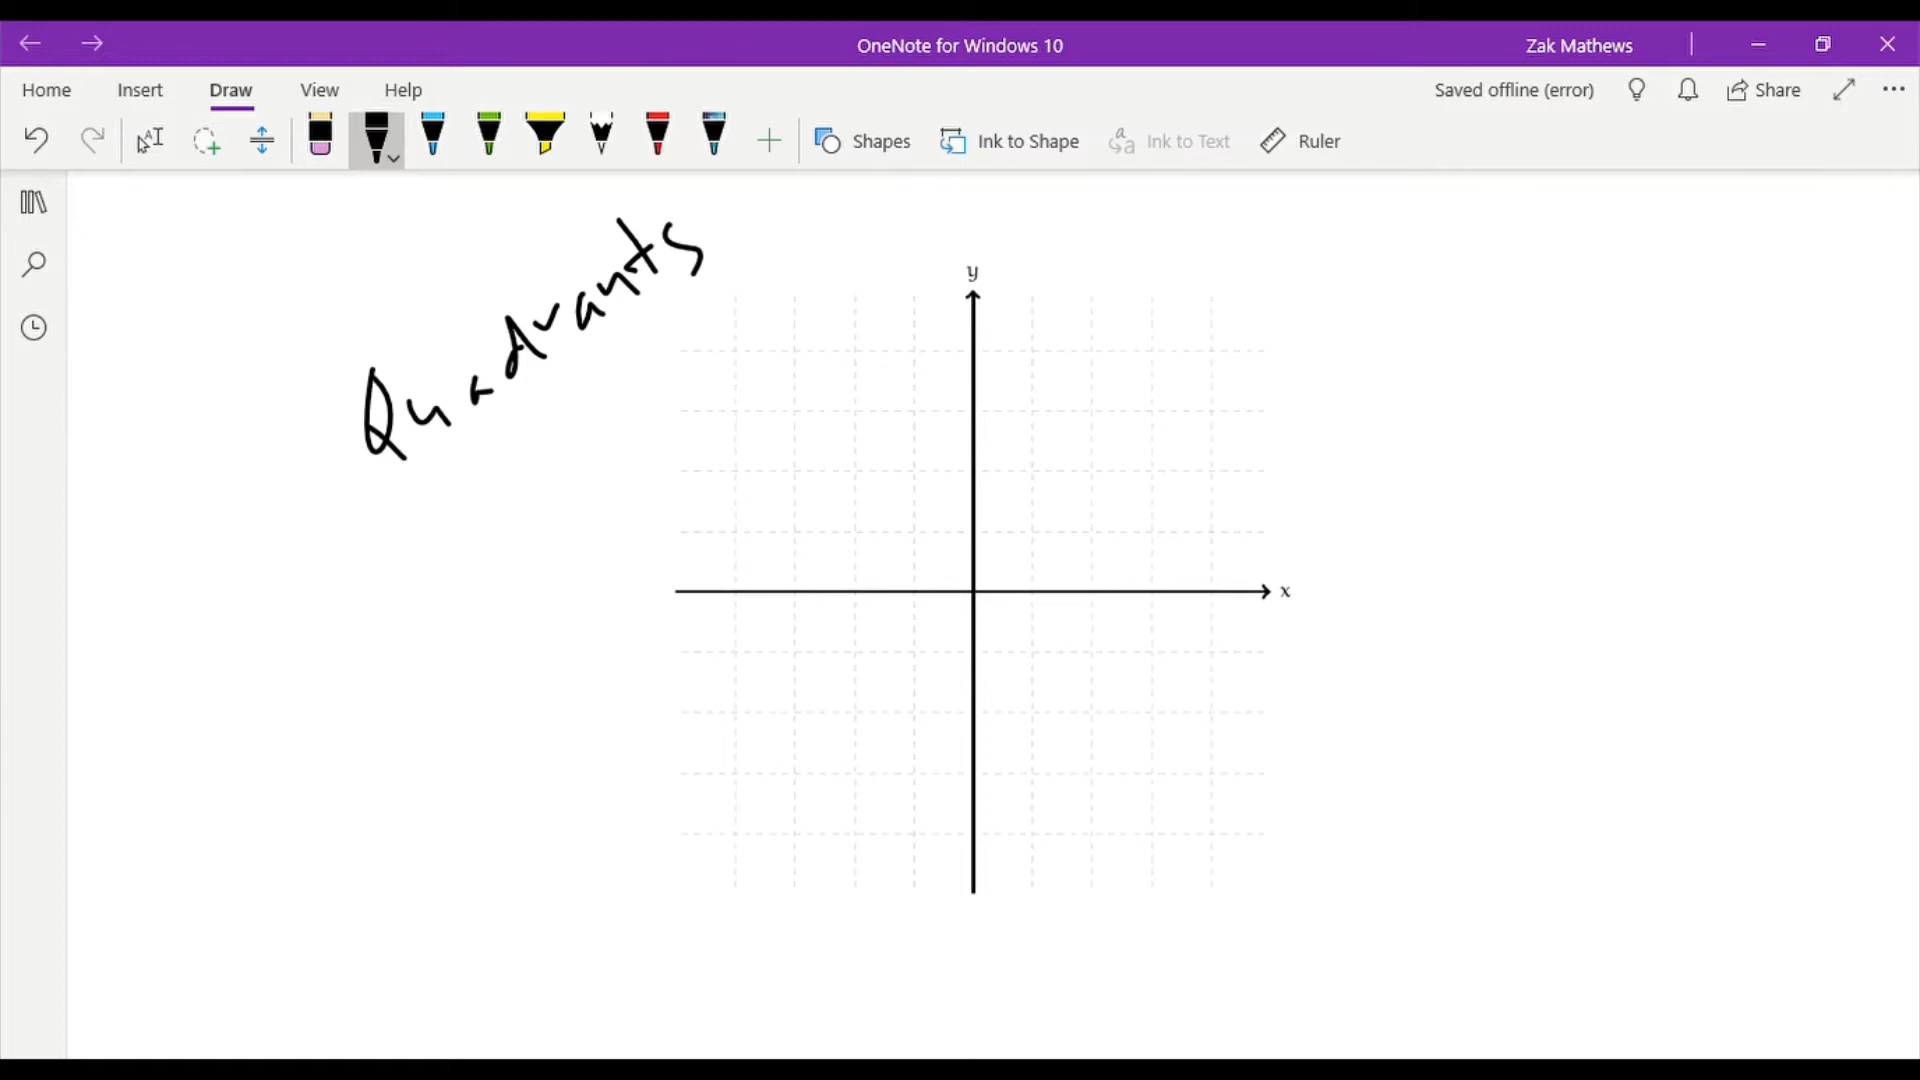 OneNote for Windows 10
Zak Mathews
Home Insert Draw View Help
Saved offline (error)
Share
Shapes
Ink to Shape
Ink to Text
Ruler
Quadrants
y
x